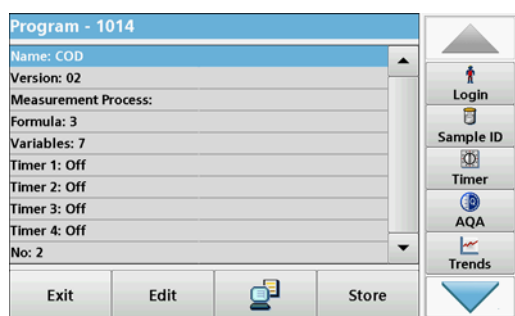 Program - 1014
Name: COD
Version: 02
Measurement Process:
Formula: 3
Variables: 7
Timer 1: Off
Timer 2: Off
Timer 3: Off
Timer 4: Off
No: 2
Exit
Edit
Store
Login
Sample ID
Timer
AQA
Trends